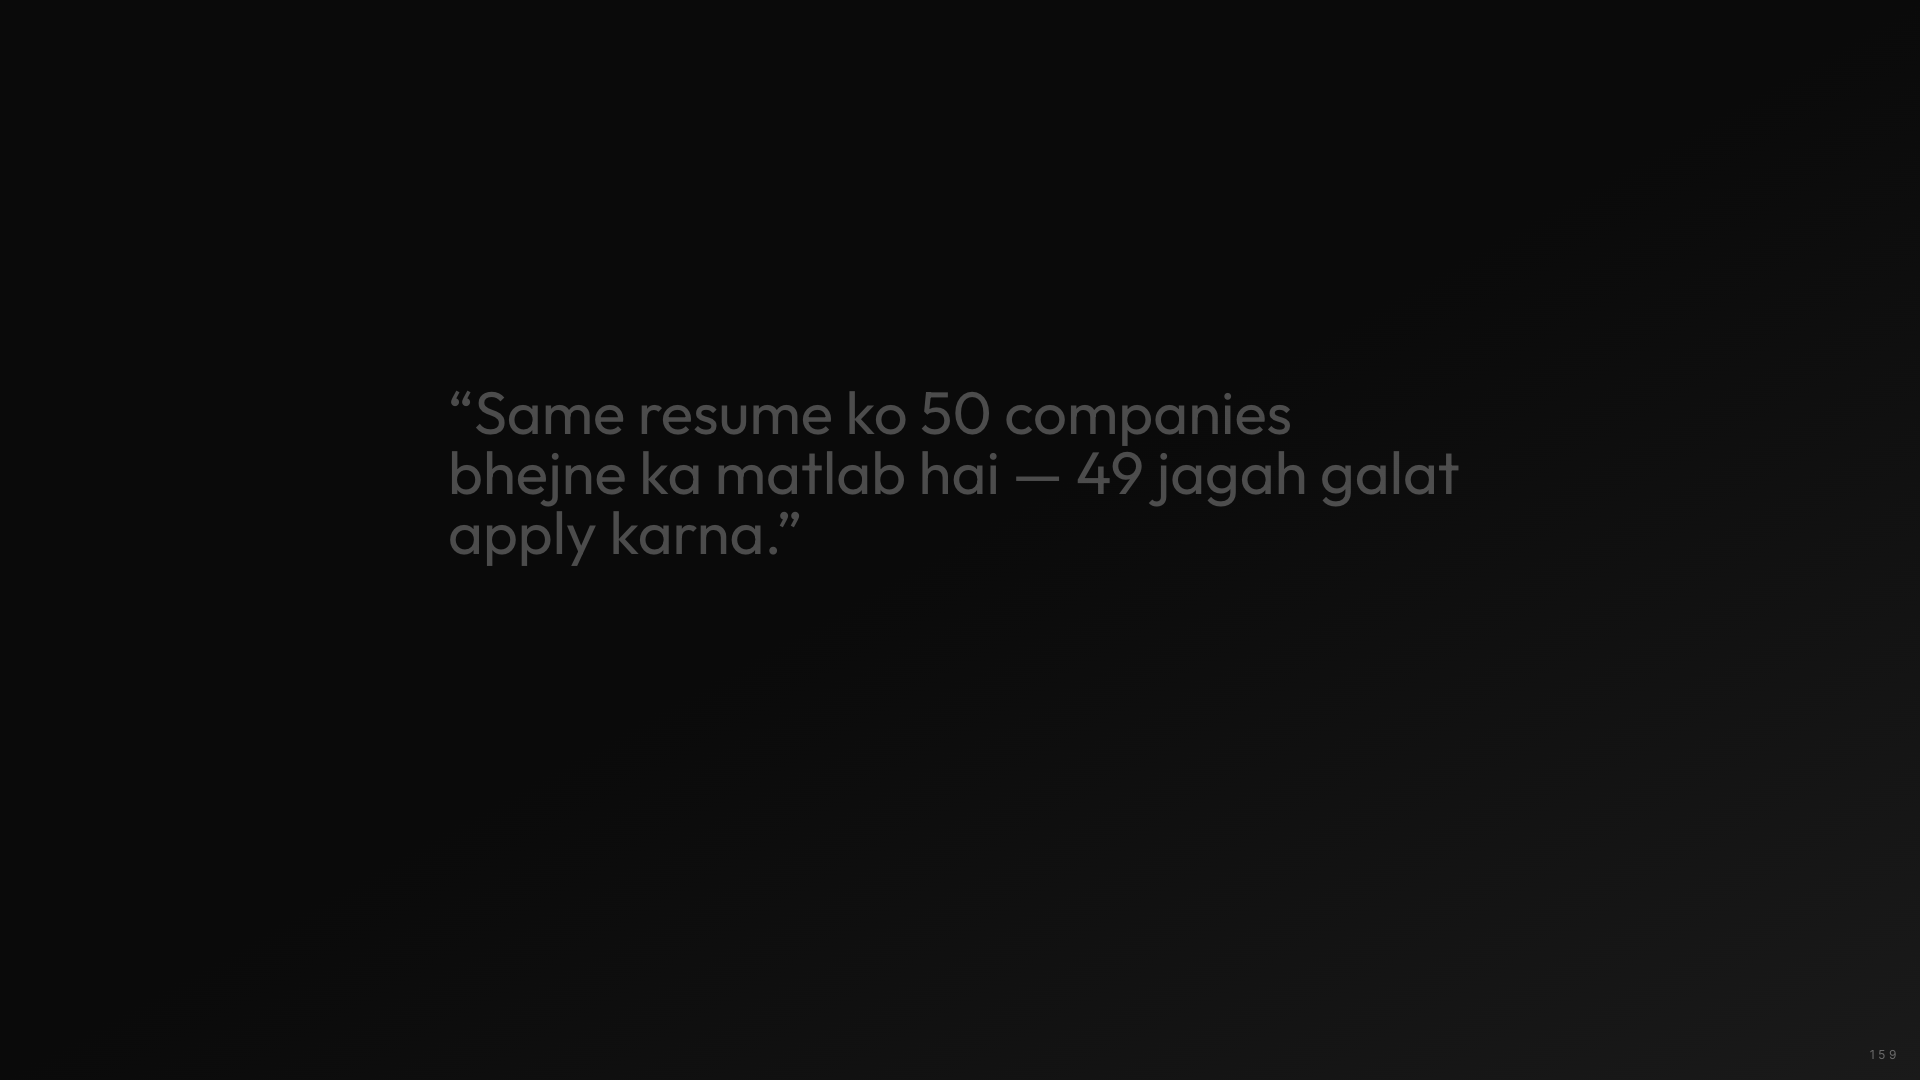 “Same resume ko 50 companies
bhejne ka matlab hai — 49 jagah galat
apply karna.”
159